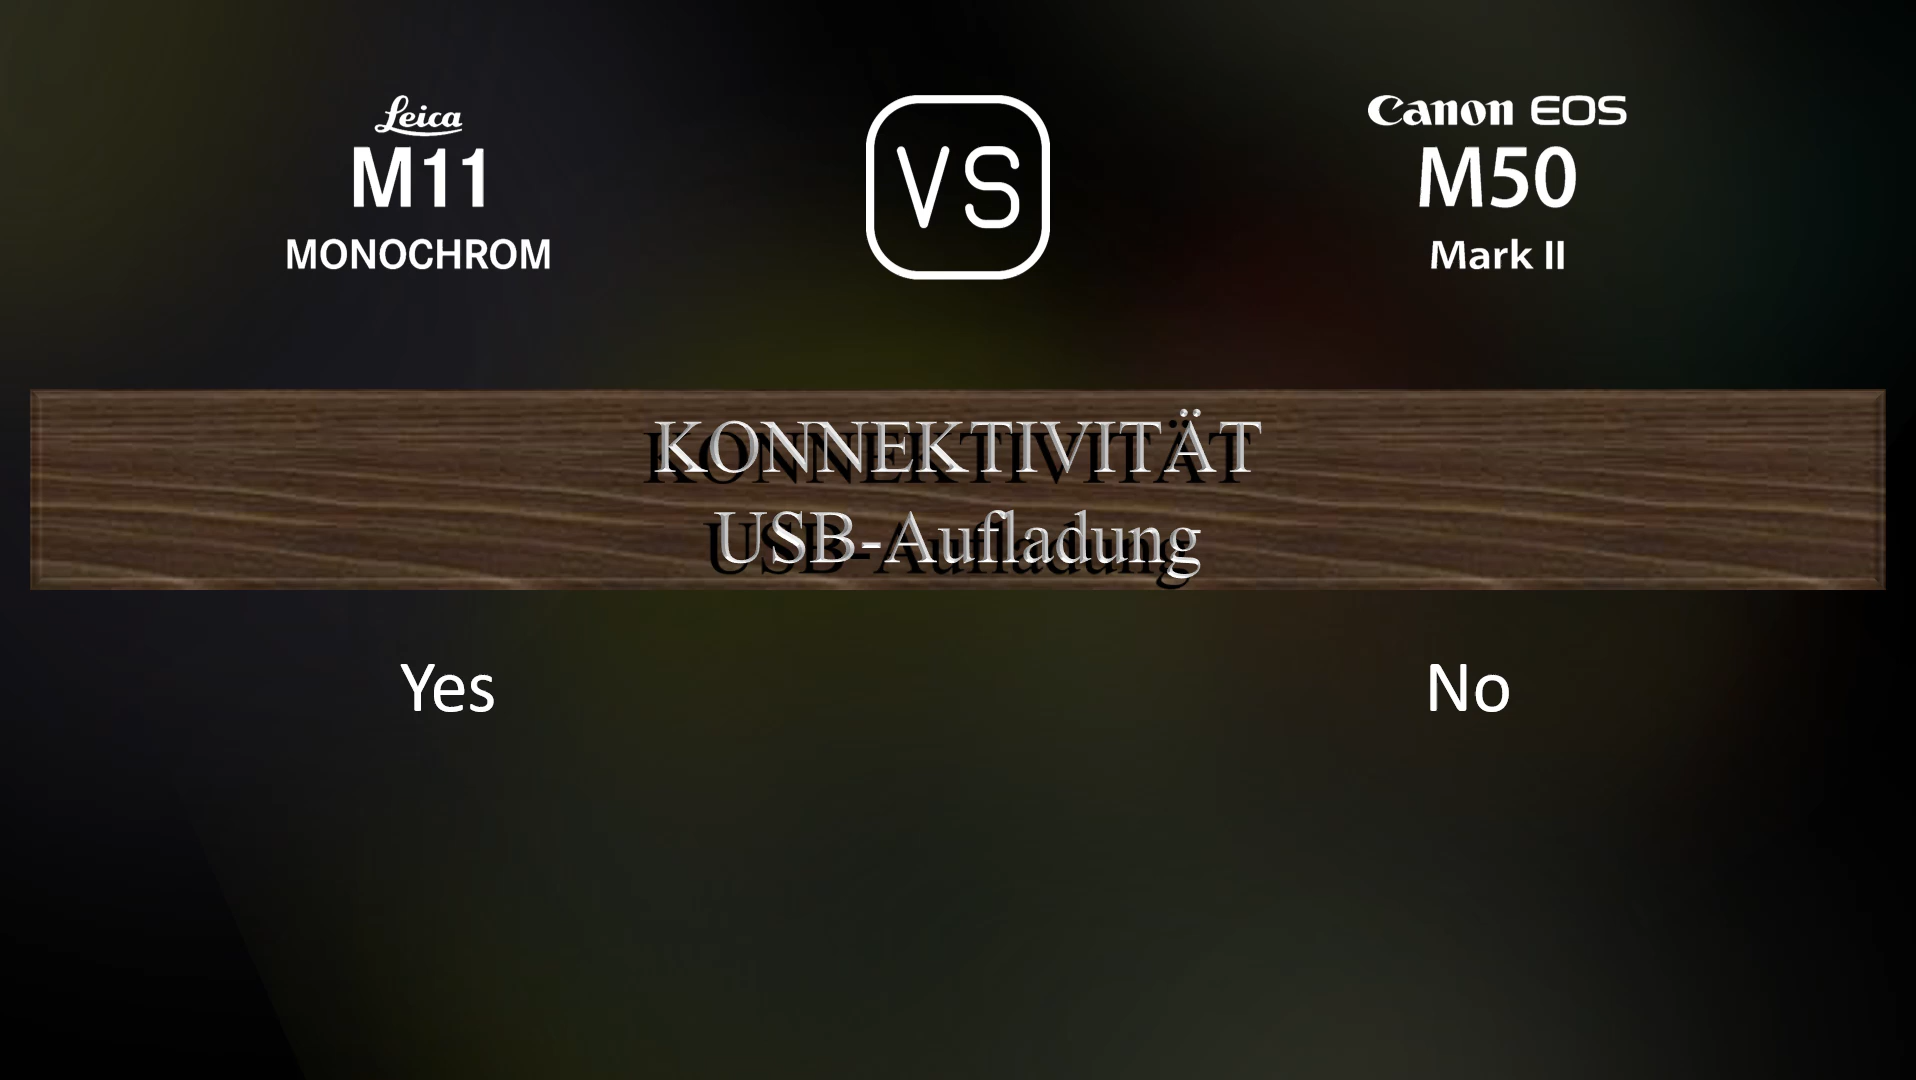 Leica
M11
MONOCHROM
VS
Canon EOS
M50
Mark II
KONNEKTIVITÄT
USB-Aufladung
Yes
No